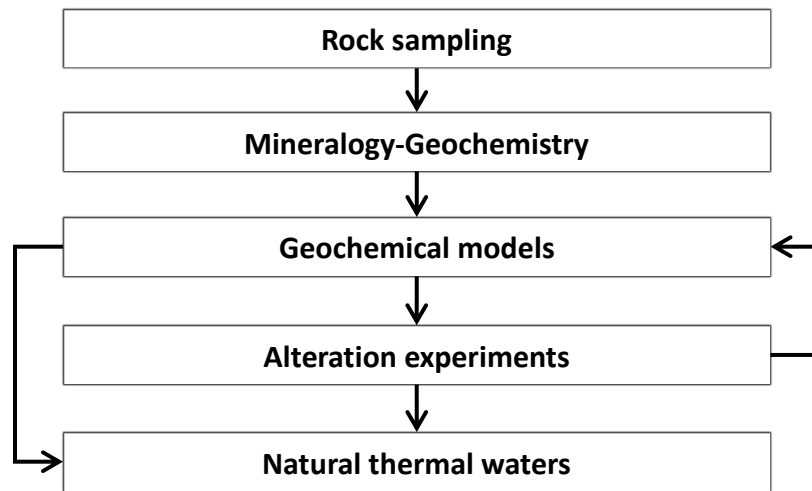 Rock sampling
Mineralogy-Geochemistry
Geochemical models
Alteration experiments
Natural thermal waters